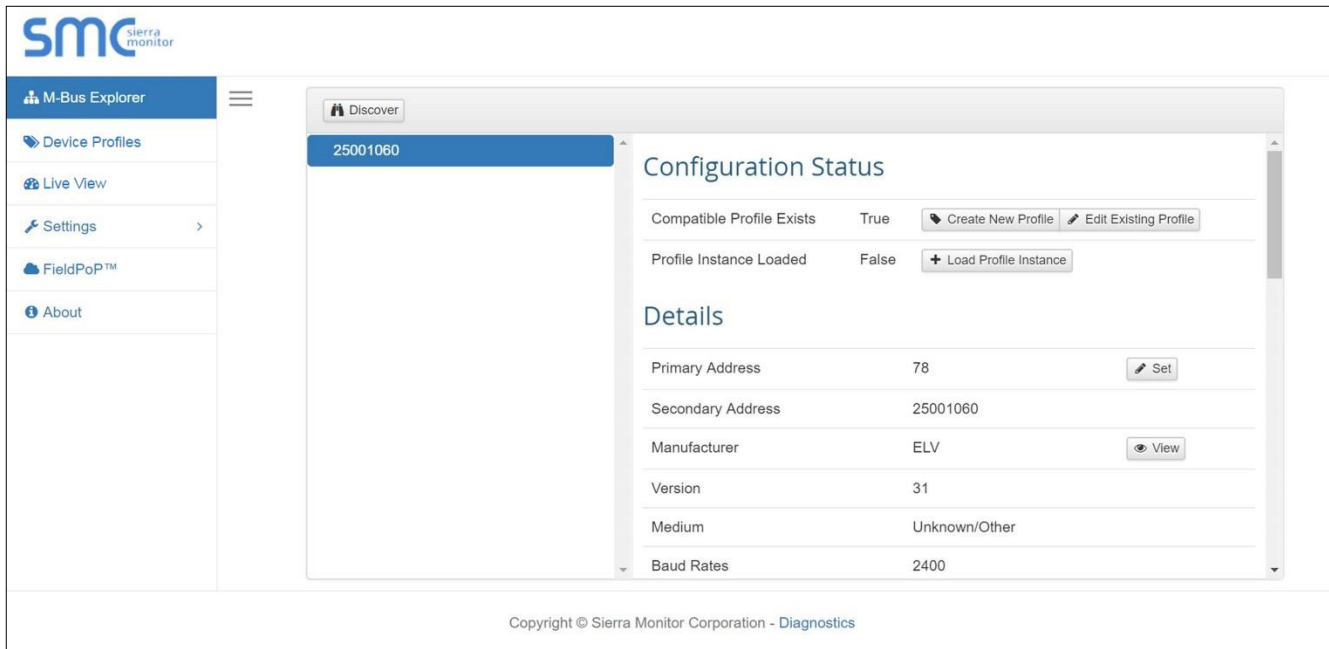 SMC sierra monitor
M-Bus Explorer
Device Profiles
Live View
Settings
FieldPoP™
About
Discover
25001060
Configuration Status
Compatible Profile Exists True Create New Profile Edit Existing Profile
Profile Instance Loaded False Load Profile Instance
Details
Primary Address 78 Set
Secondary Address 25001060
Manufacturer ELV View
Version 31
Medium Unknown/Other
Baud Rates 2400
Copyright © Sierra Monitor Corporation - Diagnostics